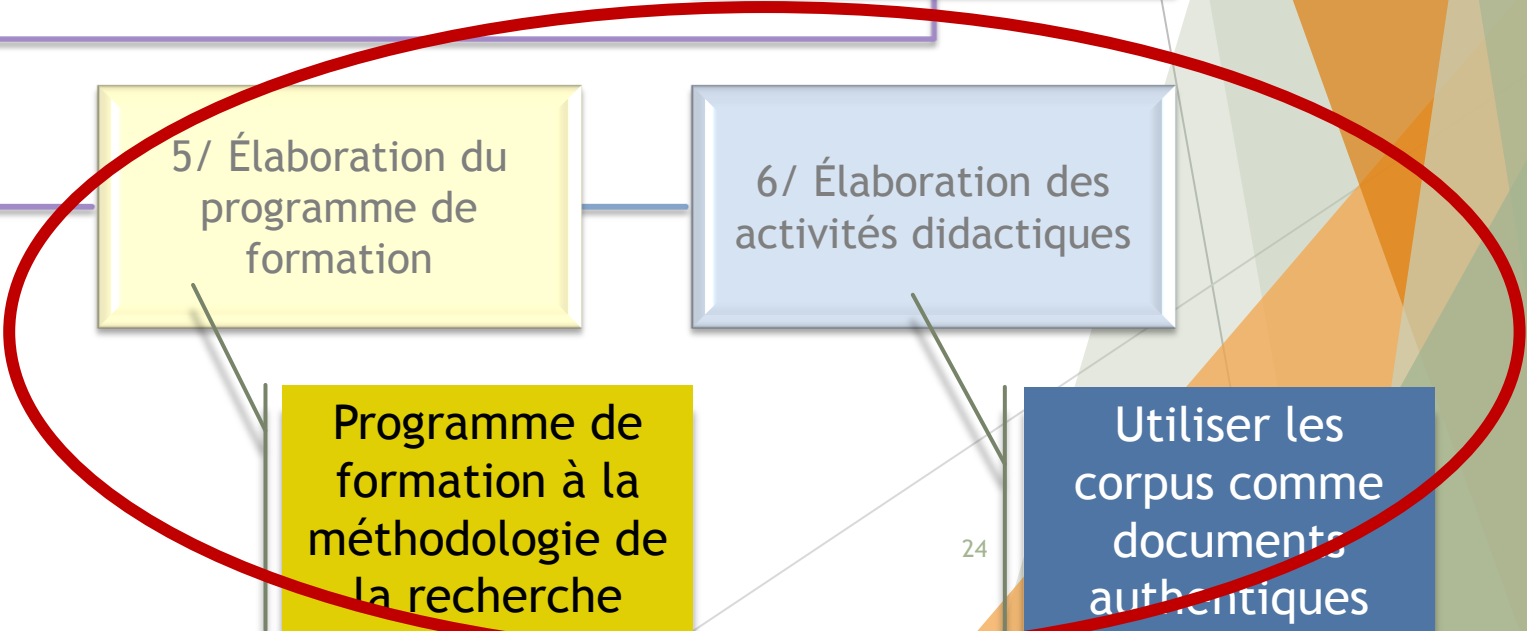 5/ Élaboration du
programme de
formation
6/ Élaboration des
activités didactiques
Programme de
formation à la
méthodologie de
la recherche
Utiliser les
corpus comme
documents
authentiques
24